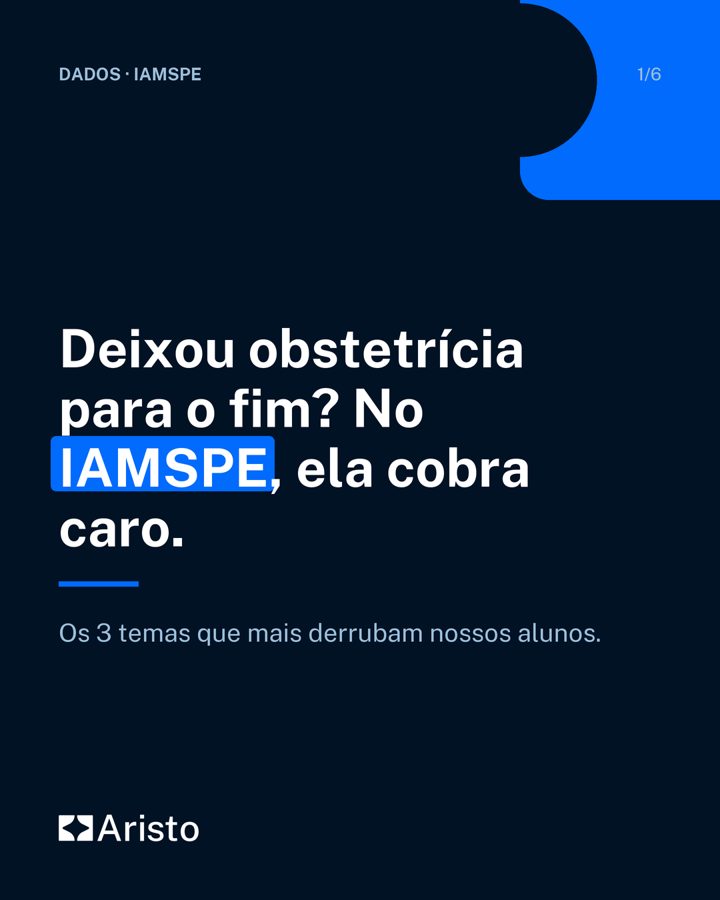 DADOS · IAMSPE
1/6
Deixou obstetrícia
para o fim? No
IAMSPE, ela cobra
caro.
Os 3 temas que mais derrubam nossos alunos.
Aristo